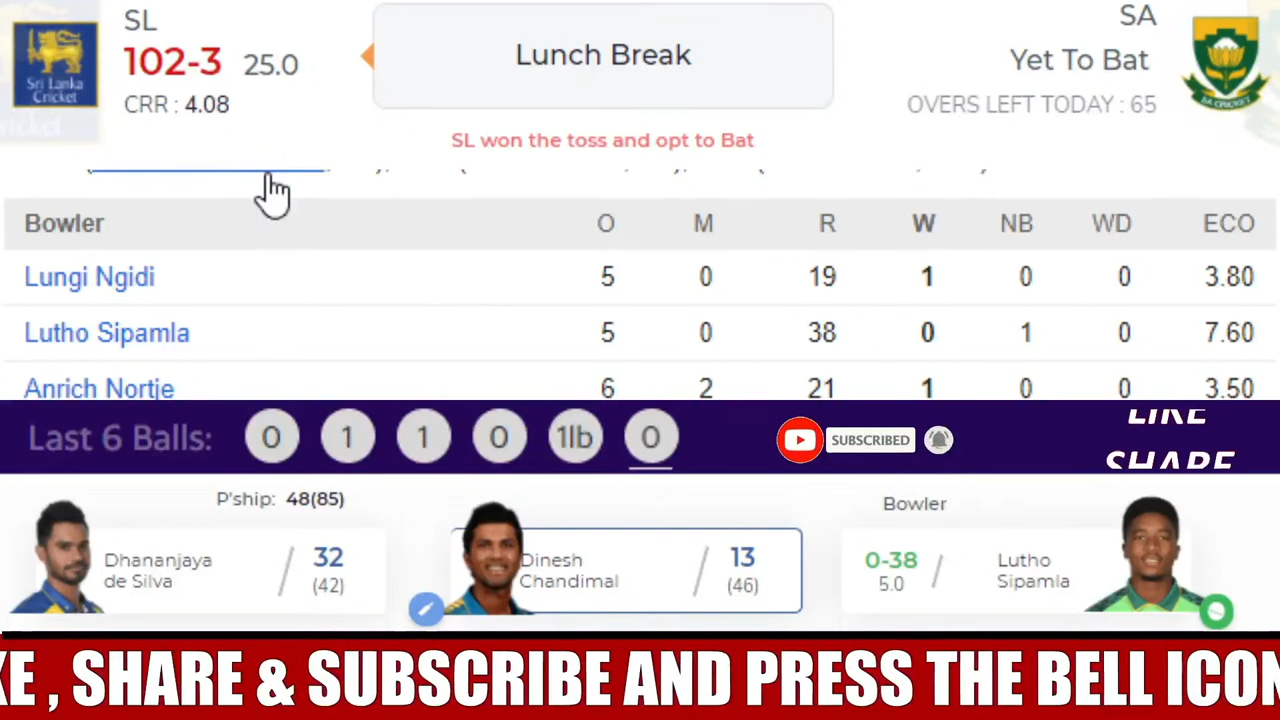 SL
102-3 25.0
CRR : 4.08
Sri Lanka
Cricket
Lunch Break
SL won the toss and opt to Bat
SA
Yet To Bat
OVERS LEFT TODAY : 65
SA CRICKET
Bowler O M R W NB WD ECO
Lungi Ngidi 5 0 19 1 0 0 3.80
Lutho Sipamla 5 0 38 0 1 0 7.60
Anrich Nortje 6 2 21 1 0 0 3.50
Last 6 Balls: 0 1 1 0 1lb 0
SUBSCRIBED
LIKE
SHARE
P'ship: 48(85)
Dhananjaya
de Silva
32
(42)
Dinesh
Chandimal
13
(46)
Bowler
0-38
5.0
Lutho
Sipamla
KE , SHARE & SUBSCRIBE AND PRESS THE BELL ICON